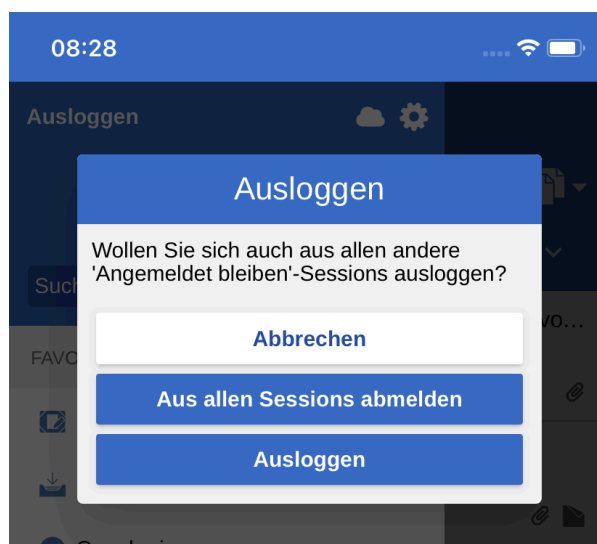 08:28
Ausloggen
Ausloggen
Wollen Sie sich auch aus allen andere
'Angemeldet bleiben'-Sessions ausloggen?
Such
Abbrechen
vo...
FAVO
Aus allen Sessions abmelden
Ausloggen